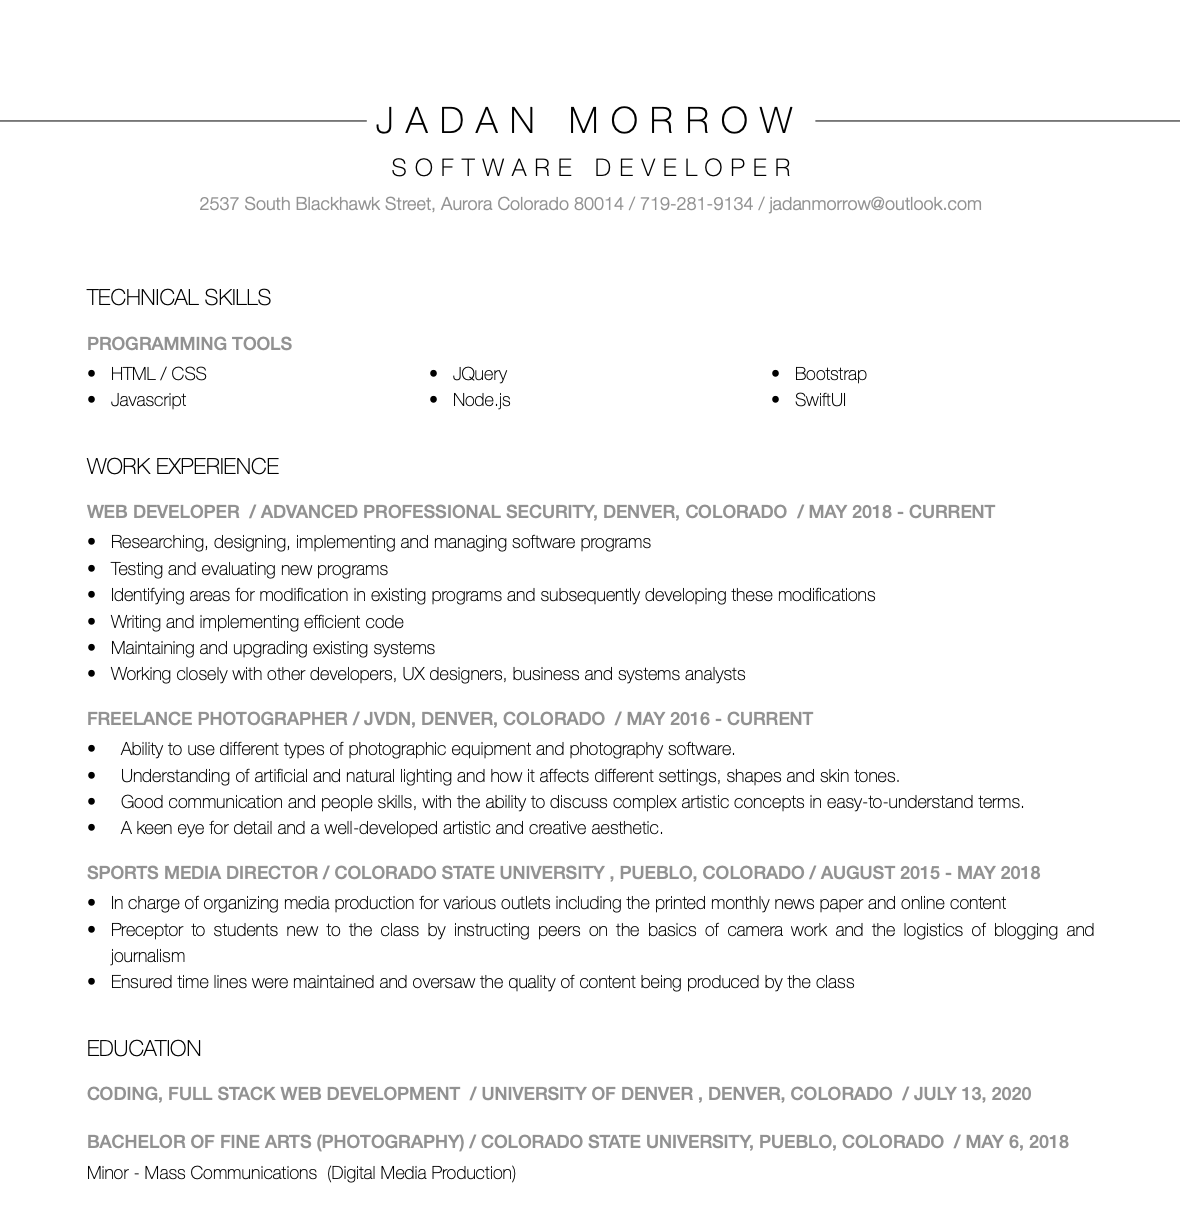 JADAN MORROW
SOFTWARE DEVELOPER
2537 South Blackhawk Street, Aurora Colorado 80014 / 719-281-9134 / jadanmorrow@outlook.com
TECHNICAL SKILLS
PROGRAMMING TOOLS
• HTML / CSS • JQuery • Bootstrap
• Javascript • Node.js • SwiftUI
WORK EXPERIENCE
WEB DEVELOPER / ADVANCED PROFESSIONAL SECURITY, DENVER, COLORADO / MAY 2018 - CURRENT
• Researching, designing, implementing and managing software programs
• Testing and evaluating new programs
• Identifying areas for modification in existing programs and subsequently developing these modifications
• Writing and implementing efficient code
• Maintaining and upgrading existing systems
• Working closely with other developers, UX designers, business and systems analysts
FREELANCE PHOTOGRAPHER / JVDN, DENVER, COLORADO / MAY 2016 - CURRENT
• Ability to use different types of photographic equipment and photography software.
• Understanding of artificial and natural lighting and how it affects different settings, shapes and skin tones.
• Good communication and people skills, with the ability to discuss complex artistic concepts in easy-to-understand terms.
• A keen eye for detail and a well-developed artistic and creative aesthetic.
SPORTS MEDIA DIRECTOR / COLORADO STATE UNIVERSITY , PUEBLO, COLORADO / AUGUST 2015 - MAY 2018
• In charge of organizing media production for various outlets including the printed monthly news paper and online content
• Preceptor to students new to the class by instructing peers on the basics of camera work and the logistics of blogging and
journalism
• Ensured time lines were maintained and oversaw the quality of content being produced by the class
EDUCATION
CODING, FULL STACK WEB DEVELOPMENT / UNIVERSITY OF DENVER , DENVER, COLORADO / JULY 13, 2020
BACHELOR OF FINE ARTS (PHOTOGRAPHY) / COLORADO STATE UNIVERSITY, PUEBLO, COLORADO / MAY 6, 2018
Minor - Mass Communications (Digital Media Production)